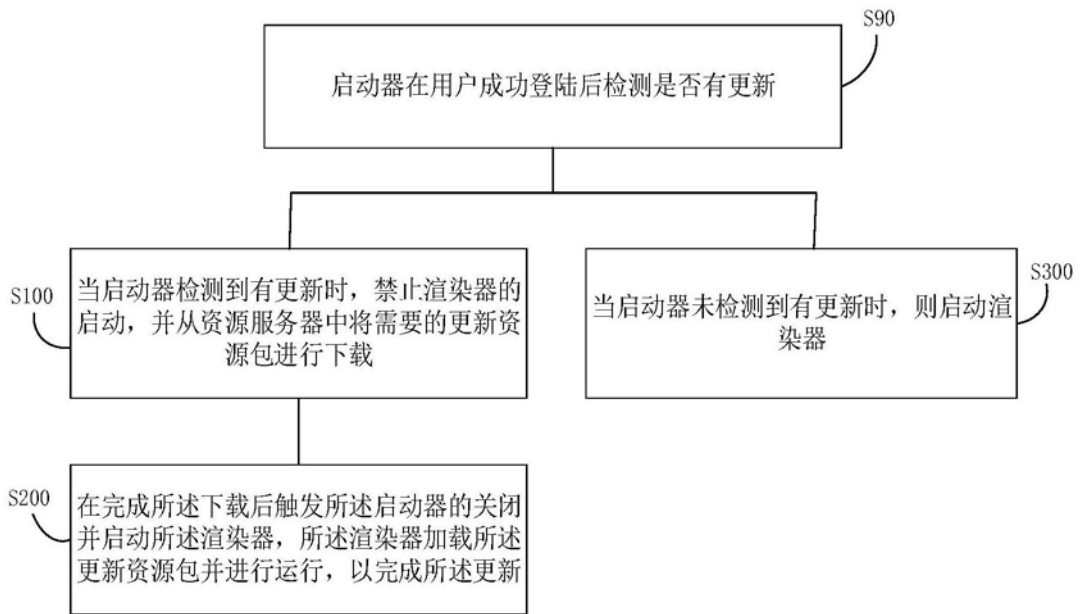 S90
启动器在用户成功登陆后检测是否有更新
S100
当启动器检测到有更新时，禁止渲染器的
启动，并从资源服务器中将需要的更新资
源包进行下载
S300
当启动器未检测到有更新时，则启动渲
染器
S200
在完成所述下载后触发所述启动器的关闭
并启动所述渲染器，所述渲染器加载所述
更新资源包并进行运行，以完成所述更新